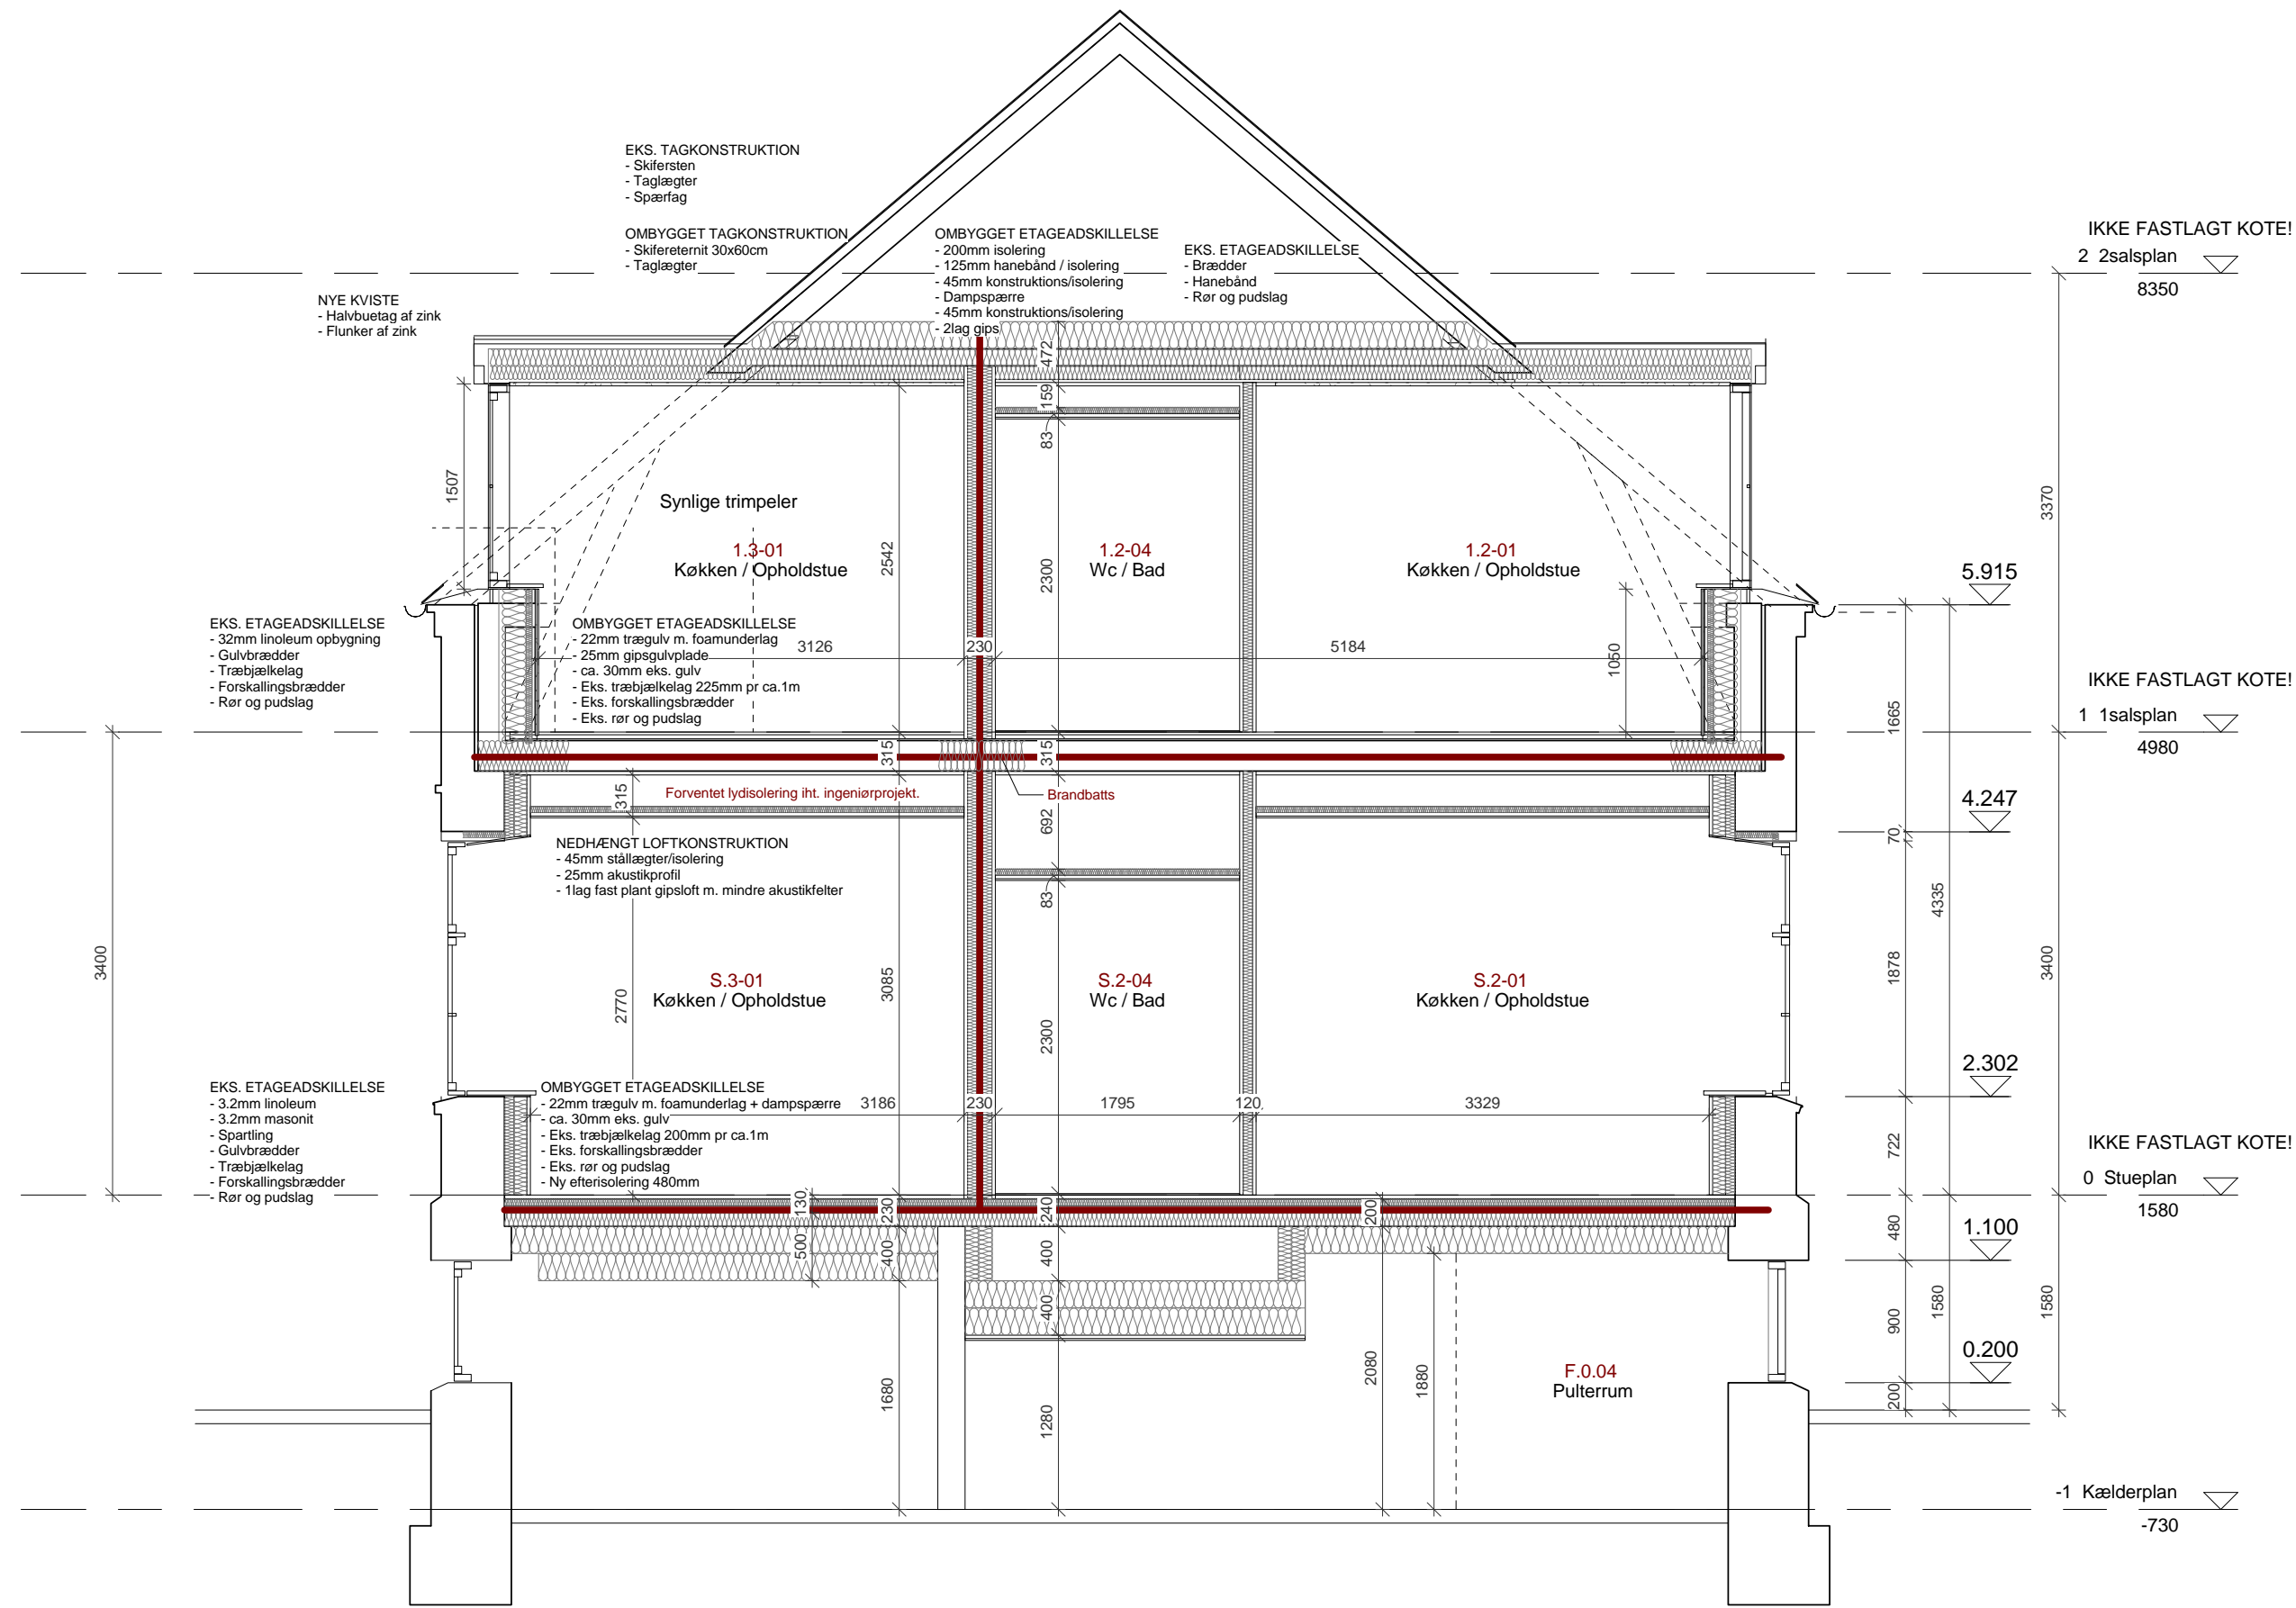 EKS. TAGKONSTRUKTION
- Skifersten
- Taglægter
- Spærfag
OMBYGGET TAGKONSTRUKTION
- Skifereternit 30x60cm
- Taglægter
OMBYGGET ETAGEADSKILLELSE
- 200mm isolering
- 125mm hanebånd / isolering
- 45mm konstruktions/isolering
- Dampspærre
- 45mm konstruktions/isolering
- 2lag gips
EKS. ETAGEADSKILLELSE
- Brædder
- Hanebånd
- Rør og pudslag
NYE KVISTE
- Halvbuetag af zink
- Flunker af zink
IKKE FASTLAGT KOTE!
2 2salsplan
8350
472
159
83
1507
2542
2300
3370
Synlige trimpeler
1.3-01
Køkken / Opholdstue
1.2-04
Wc / Bad
1.2-01
Køkken / Opholdstue
5.915
EKS. ETAGEADSKILLELSE
- 32mm linoleum opbygning
- Gulvbrædder
- Træbjælkelag
- Forskallingsbrædder
- Rør og pudslag
OMBYGGET ETAGEADSKILLELSE
- 22mm trægulv m. foamunderlag
- 25mm gipsgulvplade
- ca. 30mm eks. gulv
- Eks. træbjælkelag 225mm pr ca.1m
- Eks. forskallingsbrædder
- Eks. rør og pudslag
3126
230
5184
1050
1665
IKKE FASTLAGT KOTE!
1 1salsplan
4980
315
315
315
Forventet lydisolering iht. ingeniørprojekt.
Brandbatts
692
4.247
70
NEDHÆNGT LOFTKONSTRUKTION
- 45mm stållægter/isolering
- 25mm akustikprofil
- 1lag fast plant gipsloft m. mindre akustikfelter
83
4335
3400
2770
3085
2300
1878
3400
S.3-01
Køkken / Opholdstue
S.2-04
Wc / Bad
S.2-01
Køkken / Opholdstue
2.302
EKS. ETAGEADSKILLELSE
- 3.2mm linoleum
- 3.2mm masonit
- Spartling
- Gulvbrædder
- Træbjælkelag
- Forskallingsbrædder
- Rør og pudslag
OMBYGGET ETAGEADSKILLELSE
- 22mm trægulv m. foamunderlag + dampspærre
- ca. 30mm eks. gulv
- Eks. træbjælkelag 200mm pr ca.1m
- Eks. forskallingsbrædder
- Eks. rør og pudslag
- Ny efterisolering 480mm
3186
230
1795
120
3329
722
IKKE FASTLAGT KOTE!
0 Stueplan
1580
130
230
240
200
480
1.100
500
400
400
400
900
1580
1580
0.200
200
1680
1280
2080
1880
F.0.04
Pulterrum
-1 Kælderplan
-730